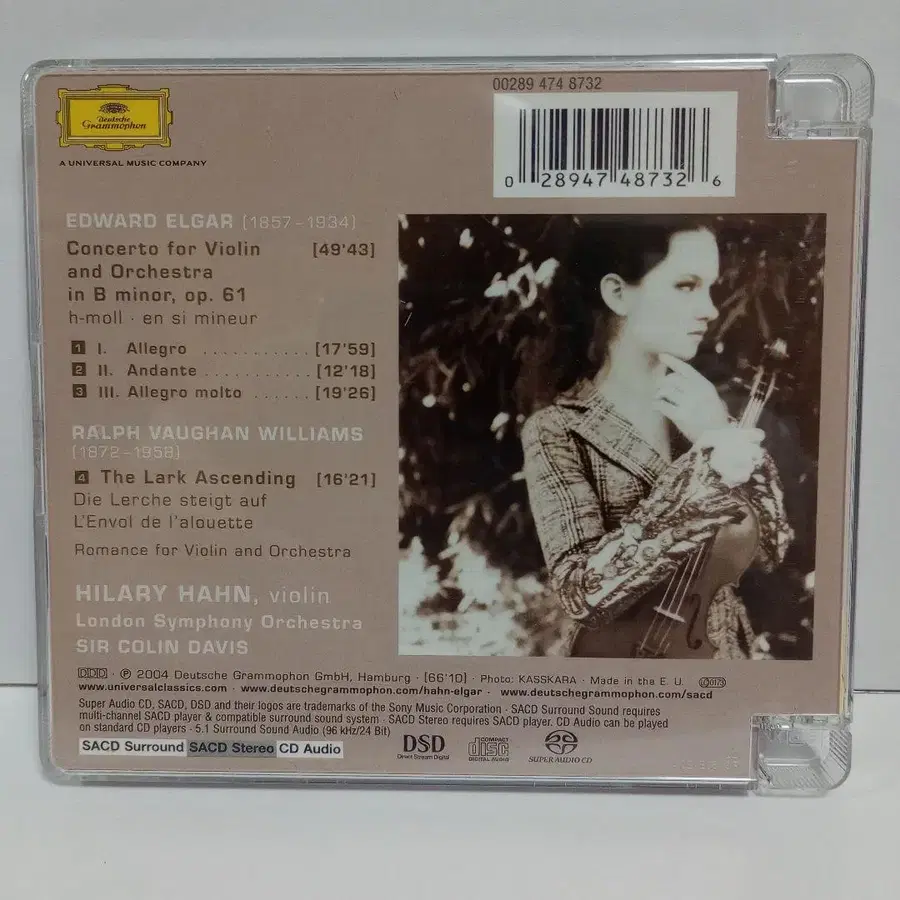 00289 474 8732
Deutsche
Grammophon
A UNIVERSAL MUSIC COMPANY
0 28947 48732 6
EDWARD ELGAR (1857–1934)
Concerto for Violin [49'43]
and Orchestra
in B minor, op. 61
h-moll · en si mineur
1 I. Allegro ........... [17'59]
2 II. Andante ........... [12'18]
3 III. Allegro molto ...... [19'26]
RALPH VAUGHAN WILLIAMS
(1872–1958)
4 The Lark Ascending [16'21]
Die Lerche steigt auf
L'Envol de l'alouette
Romance for Violin and Orchestra
HILARY HAHN, violin
London Symphony Orchestra
SIR COLIN DAVIS
DDD · ℗ 2004 Deutsche Grammophon GmbH, Hamburg · [66'10] · Photo: KASSKARA · Made in the E. U.
www.universalclassics.com · www.deutschegrammophon.com/hahn-elgar · www.deutschegrammophon.com/sacd
Super Audio CD, SACD, DSD and their logos are trademarks of the Sony Music Corporation · SACD Surround Sound requires
multi-channel SACD player & compatible surround sound system · SACD Stereo requires SACD player. CD Audio can be played
on standard CD players · 5.1 Surround Sound Audio (96 kHz/24 Bit)
SACD Surround SACD Stereo CD Audio
DSD
Direct Stream Digital
COMPACT
disc
DIGITAL AUDIO
SUPER AUDIO CD